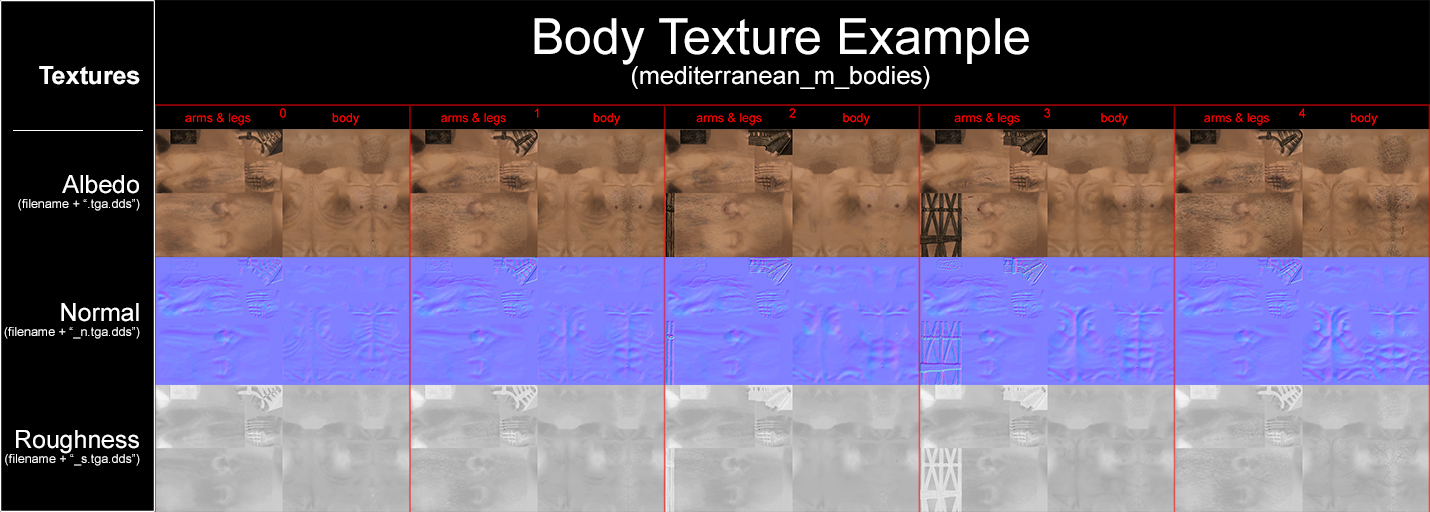 Body Texture Example
(mediterranean_m_bodies)
Textures
0 1 2 3 4
arms & legs body arms & legs body arms & legs body arms & legs body arms & legs body
Albedo
(filename + “.tga.dds”)
Normal
(filename + “_n.tga.dds”)
Roughness
(filename + “_s.tga.dds”)